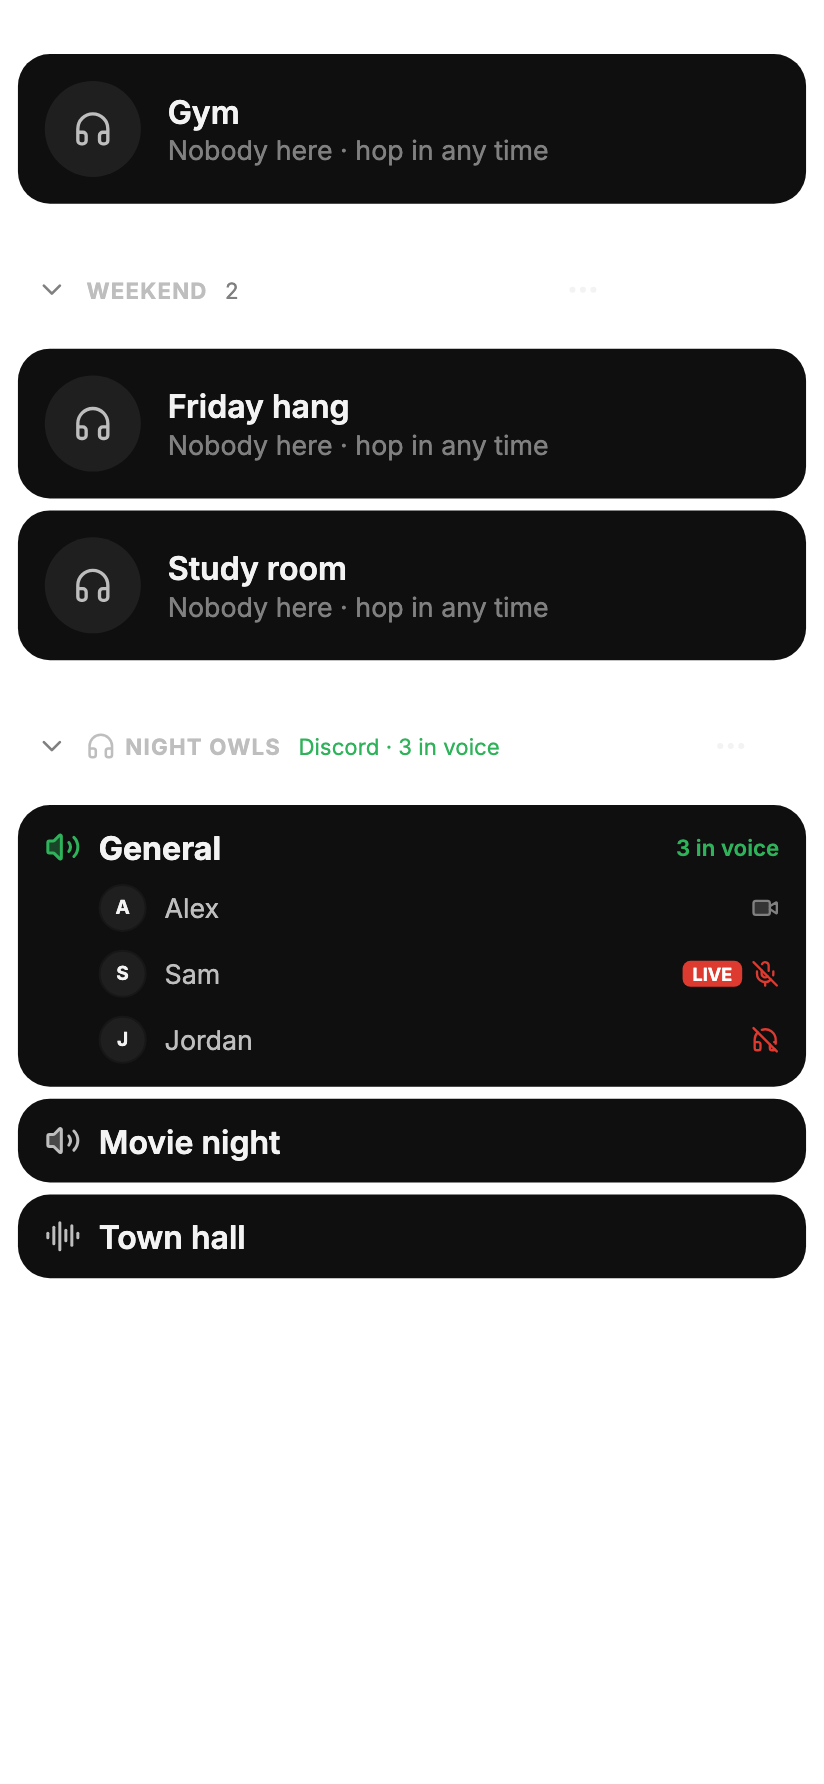 Gym
Nobody here · hop in any time
WEEKEND 2
Friday hang
Nobody here · hop in any time
Study room
Nobody here · hop in any time
NIGHT OWLS Discord · 3 in voice
General 3 in voice
A Alex
S Sam LIVE
J Jordan
Movie night
Town hall